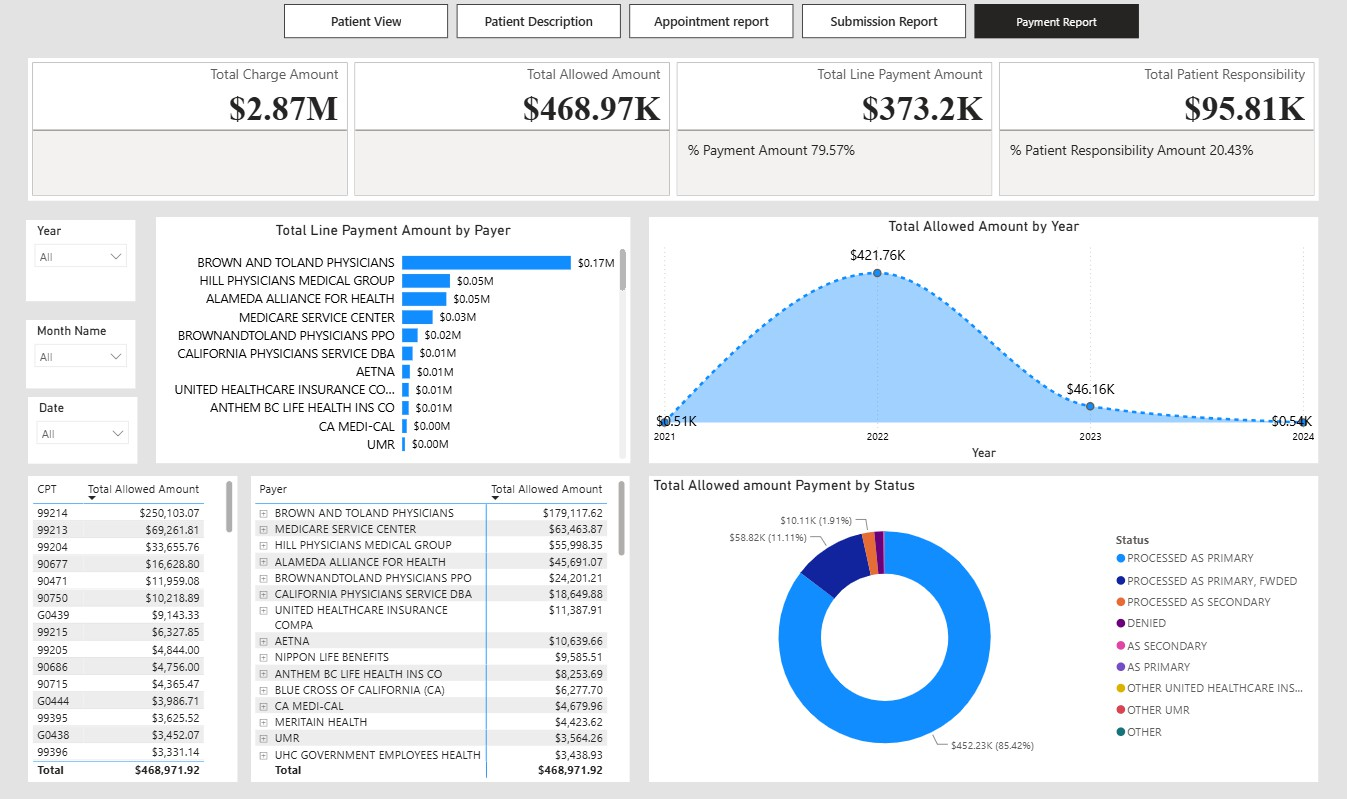 Patient View
Patient Description
Appointment report
Submission Report
Payment Report
Total Charge Amount
$2.87M
Total Allowed Amount
$468.97K
Total Line Payment Amount
$373.2K
% Payment Amount 79.57%
Total Patient Responsibility
$95.81K
% Patient Responsibility Amount 20.43%
Year
All
Month Name
All
Date
All
Total Line Payment Amount by Payer
BROWN AND TOLAND PHYSICIANS $0.17M
HILL PHYSICIANS MEDICAL GROUP $0.05M
ALAMEDA ALLIANCE FOR HEALTH $0.05M
MEDICARE SERVICE CENTER $0.03M
BROWNANDTOLAND PHYSICIANS PPO $0.02M
CALIFORNIA PHYSICIANS SERVICE DBA $0.01M
AETNA $0.01M
UNITED HEALTHCARE INSURANCE CO... $0.01M
ANTHEM BC LIFE HEALTH INS CO $0.01M
CA MEDI-CAL $0.00M
UMR $0.00M
Total Allowed Amount by Year
$421.76K
$46.16K
$0.51K
$0.54K
2021 2022 2023 2024
Year
CPT Total Allowed Amount
99214 $250,103.07
99213 $69,261.81
99204 $33,655.76
90677 $16,628.80
90471 $11,959.08
90750 $10,218.89
G0439 $9,143.33
99215 $6,327.85
99205 $4,844.00
90686 $4,756.00
90715 $4,365.47
G0444 $3,986.71
99395 $3,625.52
G0438 $3,452.07
99396 $3,331.14
Total $468,971.92
Payer Total Allowed Amount
BROWN AND TOLAND PHYSICIANS $179,117.62
MEDICARE SERVICE CENTER $63,463.87
HILL PHYSICIANS MEDICAL GROUP $55,998.35
ALAMEDA ALLIANCE FOR HEALTH $45,691.07
BROWNANDTOLAND PHYSICIANS PPO $24,201.21
CALIFORNIA PHYSICIANS SERVICE DBA $18,649.88
UNITED HEALTHCARE INSURANCE $11,387.91
COMPA
AETNA $10,639.66
NIPPON LIFE BENEFITS $9,585.51
ANTHEM BC LIFE HEALTH INS CO $8,253.69
BLUE CROSS OF CALIFORNIA (CA) $6,277.70
CA MEDI-CAL $4,679.96
MERITAIN HEALTH $4,423.62
UMR $3,564.26
UHC GOVERNMENT EMPLOYEES HEALTH $3,438.93
Total $468,971.92
Total Allowed amount Payment by Status
$10.11K (1.91%)
$58.82K (11.11%)
$452.23K (85.42%)
Status
PROCESSED AS PRIMARY
PROCESSED AS PRIMARY, FWDED
PROCESSED AS SECONDARY
DENIED
AS SECONDARY
AS PRIMARY
OTHER UNITED HEALTHCARE INS...
OTHER UMR
OTHER